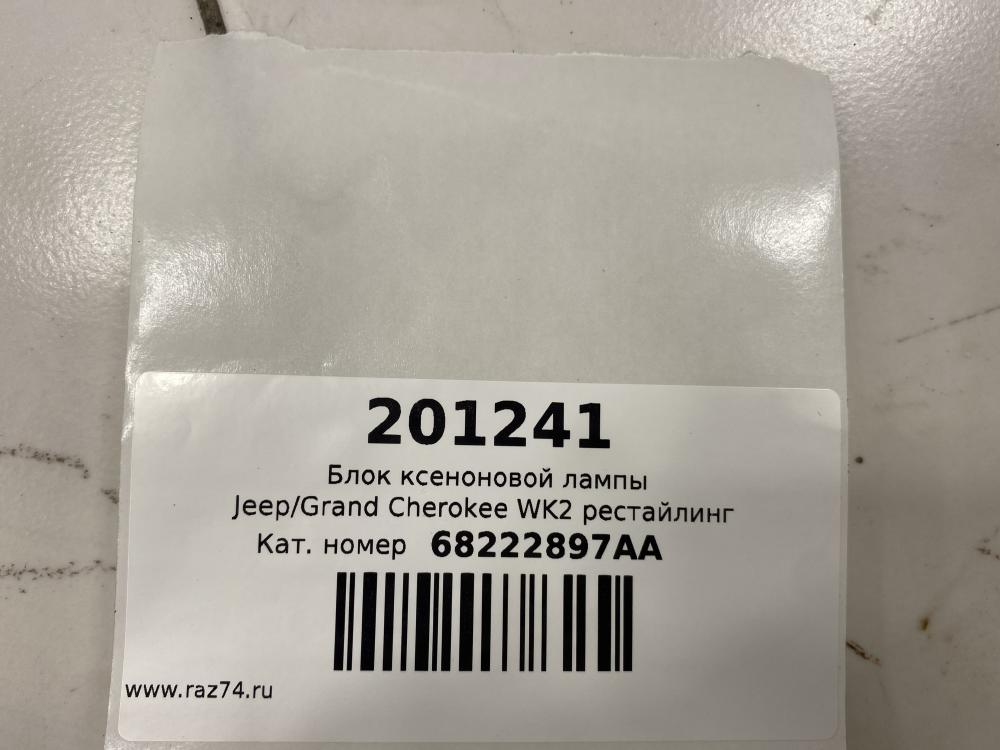 201241
Блок ксеноновой лампы
Jeep/Grand Cherokee WK2 рестайлинг
Кат. номер 68222897AA
www.raz74.ru